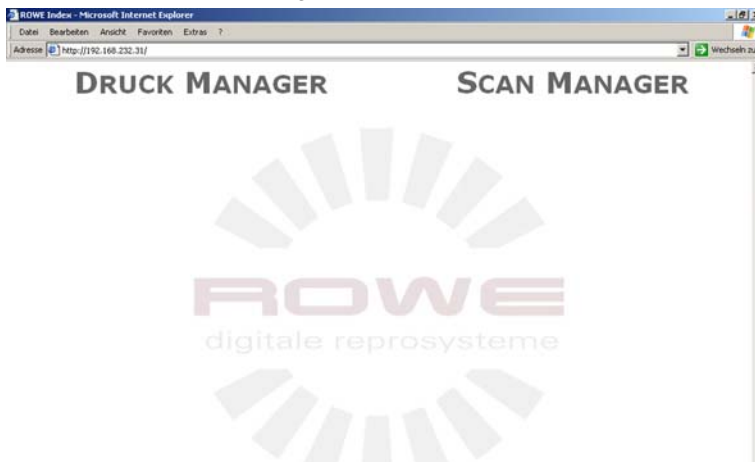 ROWE Index - Microsoft Internet Explorer
Datei Bearbeiten Ansicht Favoriten Extras ?
Adresse http://192.168.232.31/ Wechseln zu
DRUCK MANAGER SCAN MANAGER
ROWE
digitale reprosysteme